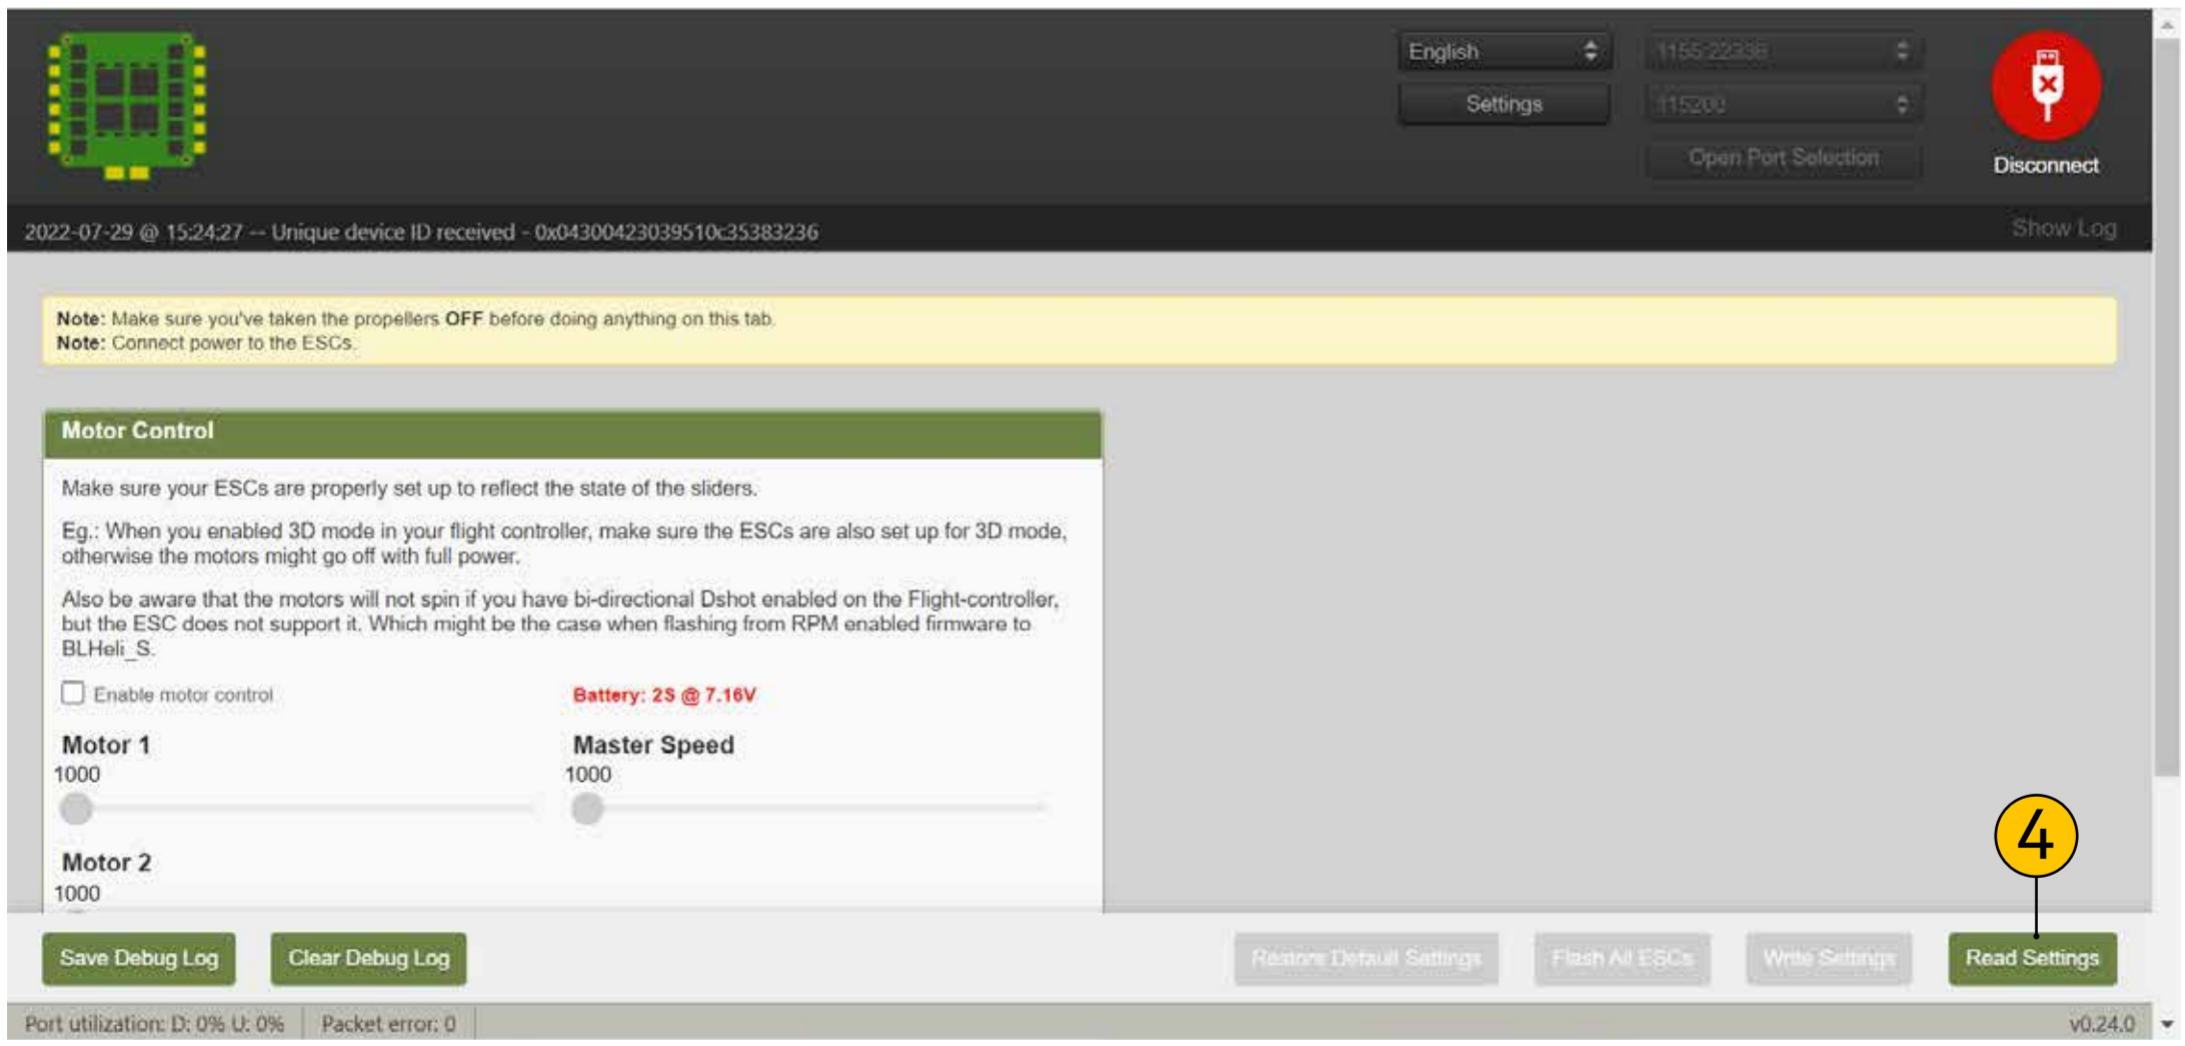 English
1155:22336
Settings
115200
Open Port Selection
Disconnect
2022-07-29 @ 15:24:27 -- Unique device ID received - 0x04300423039510c35383236
Show Log
Note: Make sure you've taken the propellers OFF before doing anything on this tab.
Note: Connect power to the ESCs.
Motor Control
Make sure your ESCs are properly set up to reflect the state of the sliders.
Eg.: When you enabled 3D mode in your flight controller, make sure the ESCs are also set up for 3D mode,
otherwise the motors might go off with full power.
Also be aware that the motors will not spin if you have bi-directional Dshot enabled on the Flight-controller,
but the ESC does not support it. Which might be the case when flashing from RPM enabled firmware to
BLHeli_S.
Enable motor control
Battery: 2S @ 7.16V
Motor 1
Master Speed
1000
1000
Motor 2
1000
4
Save Debug Log
Clear Debug Log
Restore Default Settings
Flash All ESCs
Write Settings
Read Settings
Port utilization: D: 0% U: 0%
Packet error: 0
v0.24.0